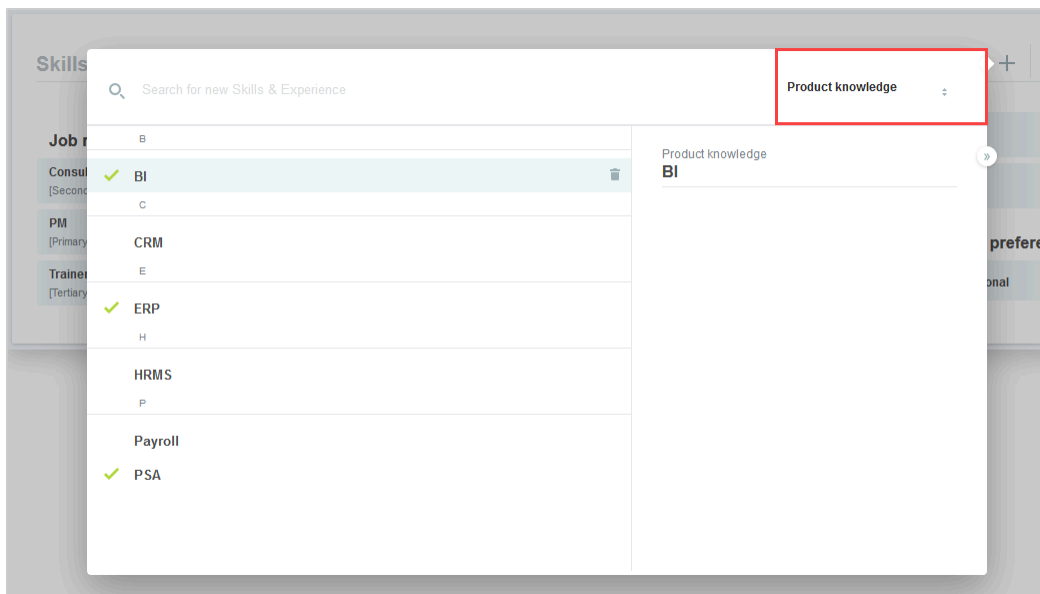 Skills
Search for new Skills & Experience
Product knowledge
Job r
Consul
[Second
PM
[Primary
Trainer
[Tertiary
B
BI
C
CRM
E
ERP
H
HRMS
P
Payroll
PSA
Product knowledge
BI
»
prefere
onal